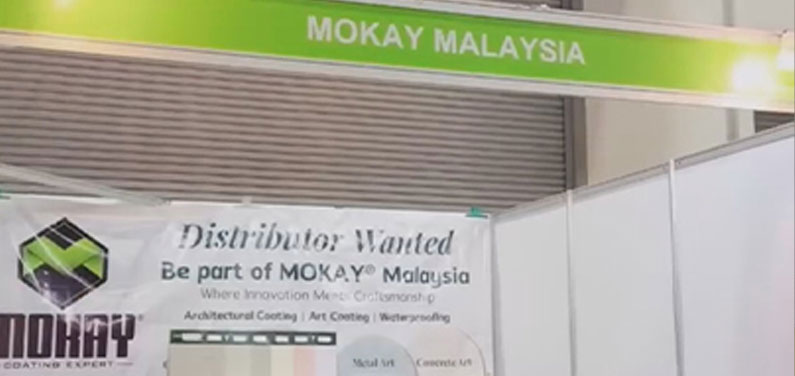 MOKAY MALAYSIA
Distributor Wanted
Be part of MOKAY® Malaysia
Where Innovation Meets Craftsmanship
Architectural Coating | Art Coating | Waterproofing
MOKAY®
COATING EXPERT
Metal Art
Concrete Art